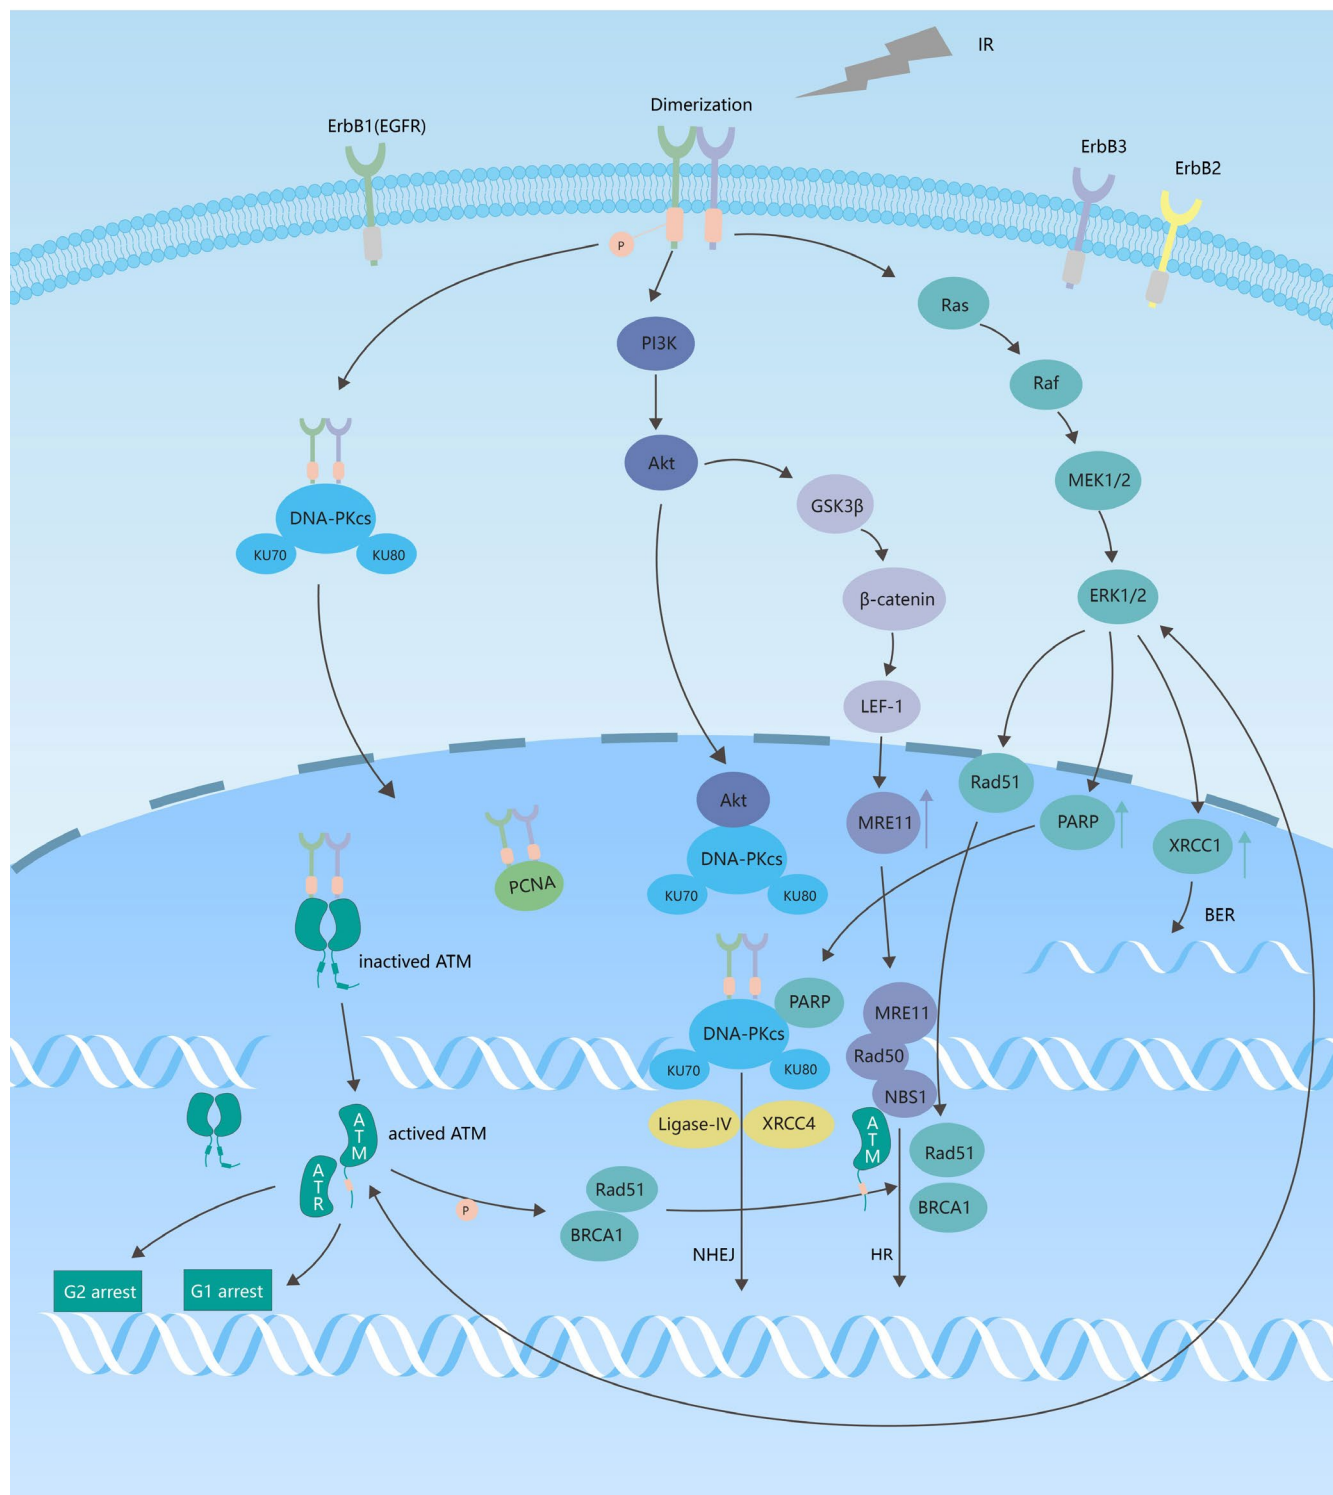 IR
Dimerization
ErbB1(EGFR)
ErbB3
ErbB2
P
Ras
PI3K
Raf
Akt
MEK1/2
GSK3β
DNA-PKcs
KU70
KU80
β-catenin
ERK1/2
LEF-1
Rad51
Akt
MRE11
PARP
XRCC1
DNA-PKcs
KU70
KU80
PCNA
BER
inactived ATM
PARP
MRE11
DNA-PKcs
KU70
KU80
Rad50
NBS1
Ligase-IV
XRCC4
ATM
actived ATM
ATM
Rad51
ATR
Rad51
P
BRCA1
BRCA1
NHEJ
HR
G2 arrest
G1 arrest